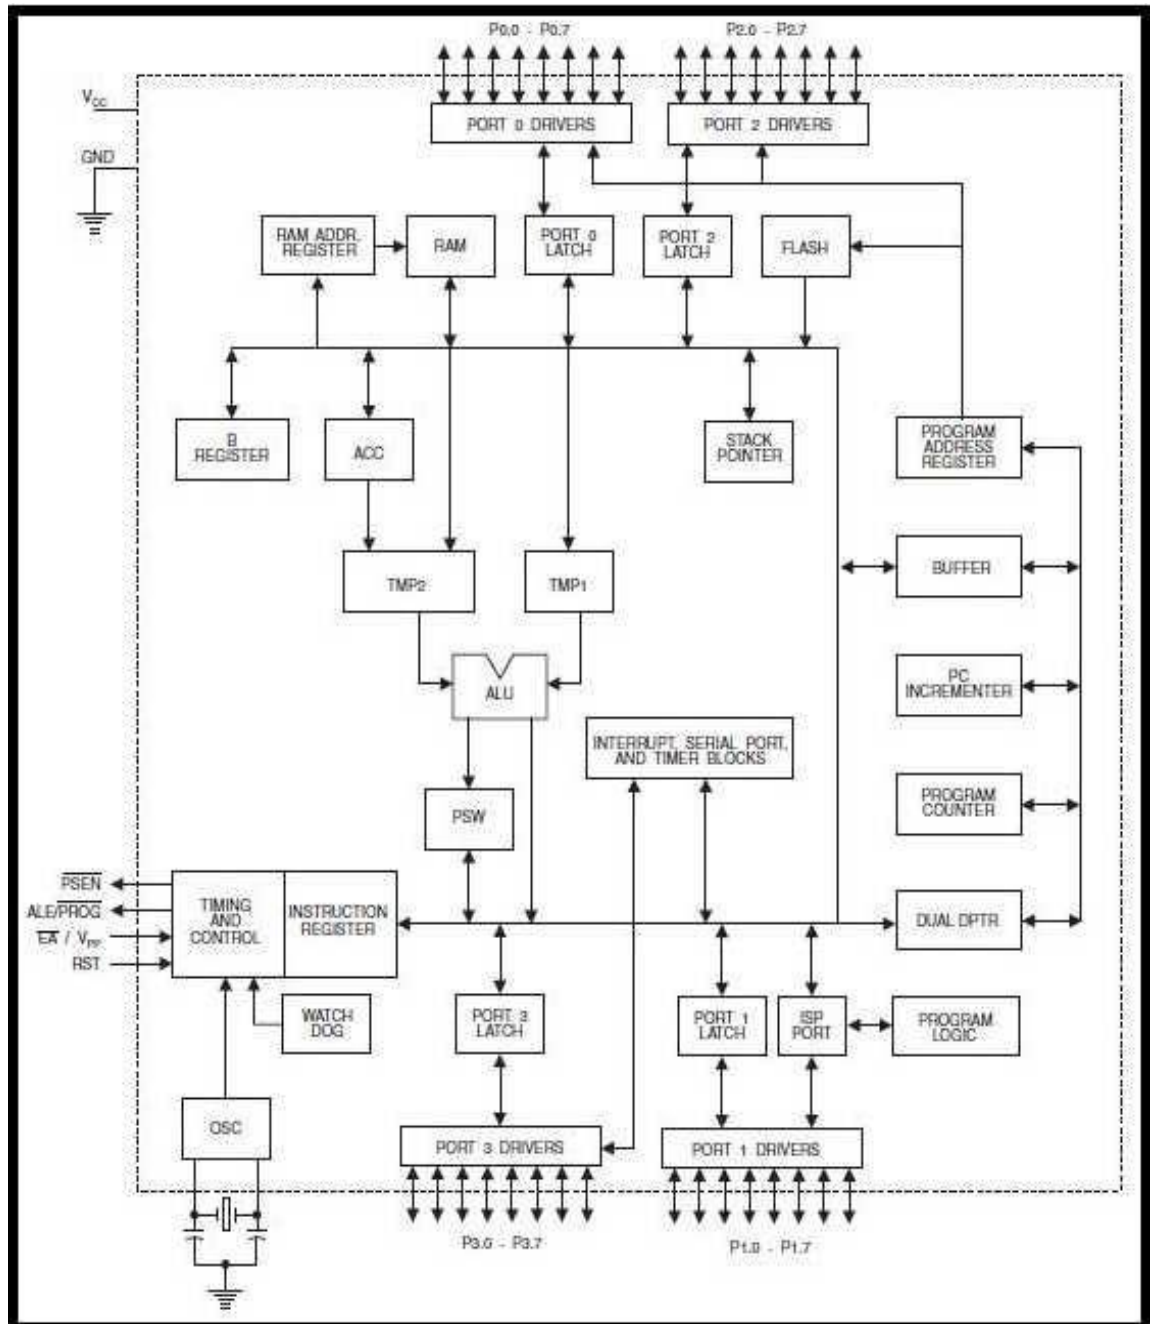 P0.0 - P0.7
P2.0 - P2.7
VCC
PORT 0 DRIVERS
PORT 2 DRIVERS
GND
RAM ADDR.
REGISTER
RAM
PORT 0
LATCH
PORT 2
LATCH
FLASH
B
REGISTER
ACC
STACK
POINTER
PROGRAM
ADDRESS
REGISTER
TMP2
TMP1
BUFFER
ALU
PC
INCREMENTER
INTERRUPT, SERIAL PORT,
AND TIMER BLOCKS
PSW
PROGRAM
COUNTER
PSEN
ALE/PROG
EA / VPP
RST
TIMING
AND
CONTROL
INSTRUCTION
REGISTER
DUAL DPTR
WATCH
DOG
PORT 3
LATCH
PORT 1
LATCH
ISP
PORT
PROGRAM
LOGIC
OSC
PORT 3 DRIVERS
PORT 1 DRIVERS
P3.0 - P3.7
P1.0 - P1.7